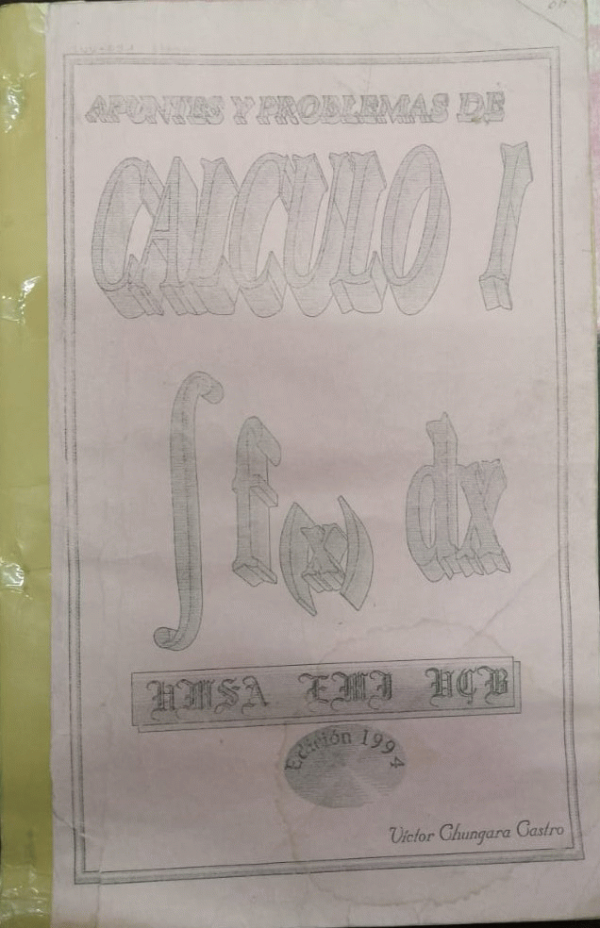 APUNTES Y PROBLEMAS DE
CALCULO I
∫ f(x) dx
UMSA EMI UCB
Edición 1994
Víctor Chungara Castro